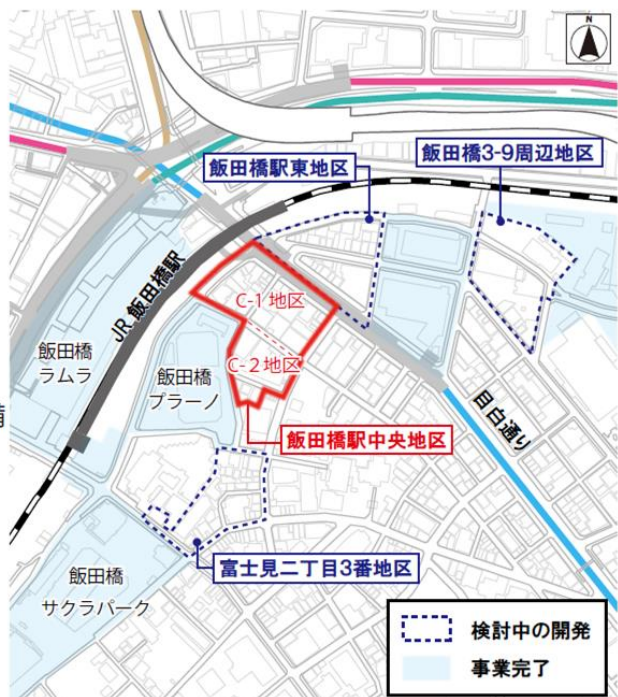 N
飯田橋駅東地区
飯田橋3-9周辺地区
JR 飯田橋駅
C-1地区
飯田橋
ラムラ
飯田橋
プラーノ
C-2地区
目白通り
飯田橋駅中央地区
富士見二丁目3番地区
飯田橋
サクラパーク
検討中の開発
事業完了